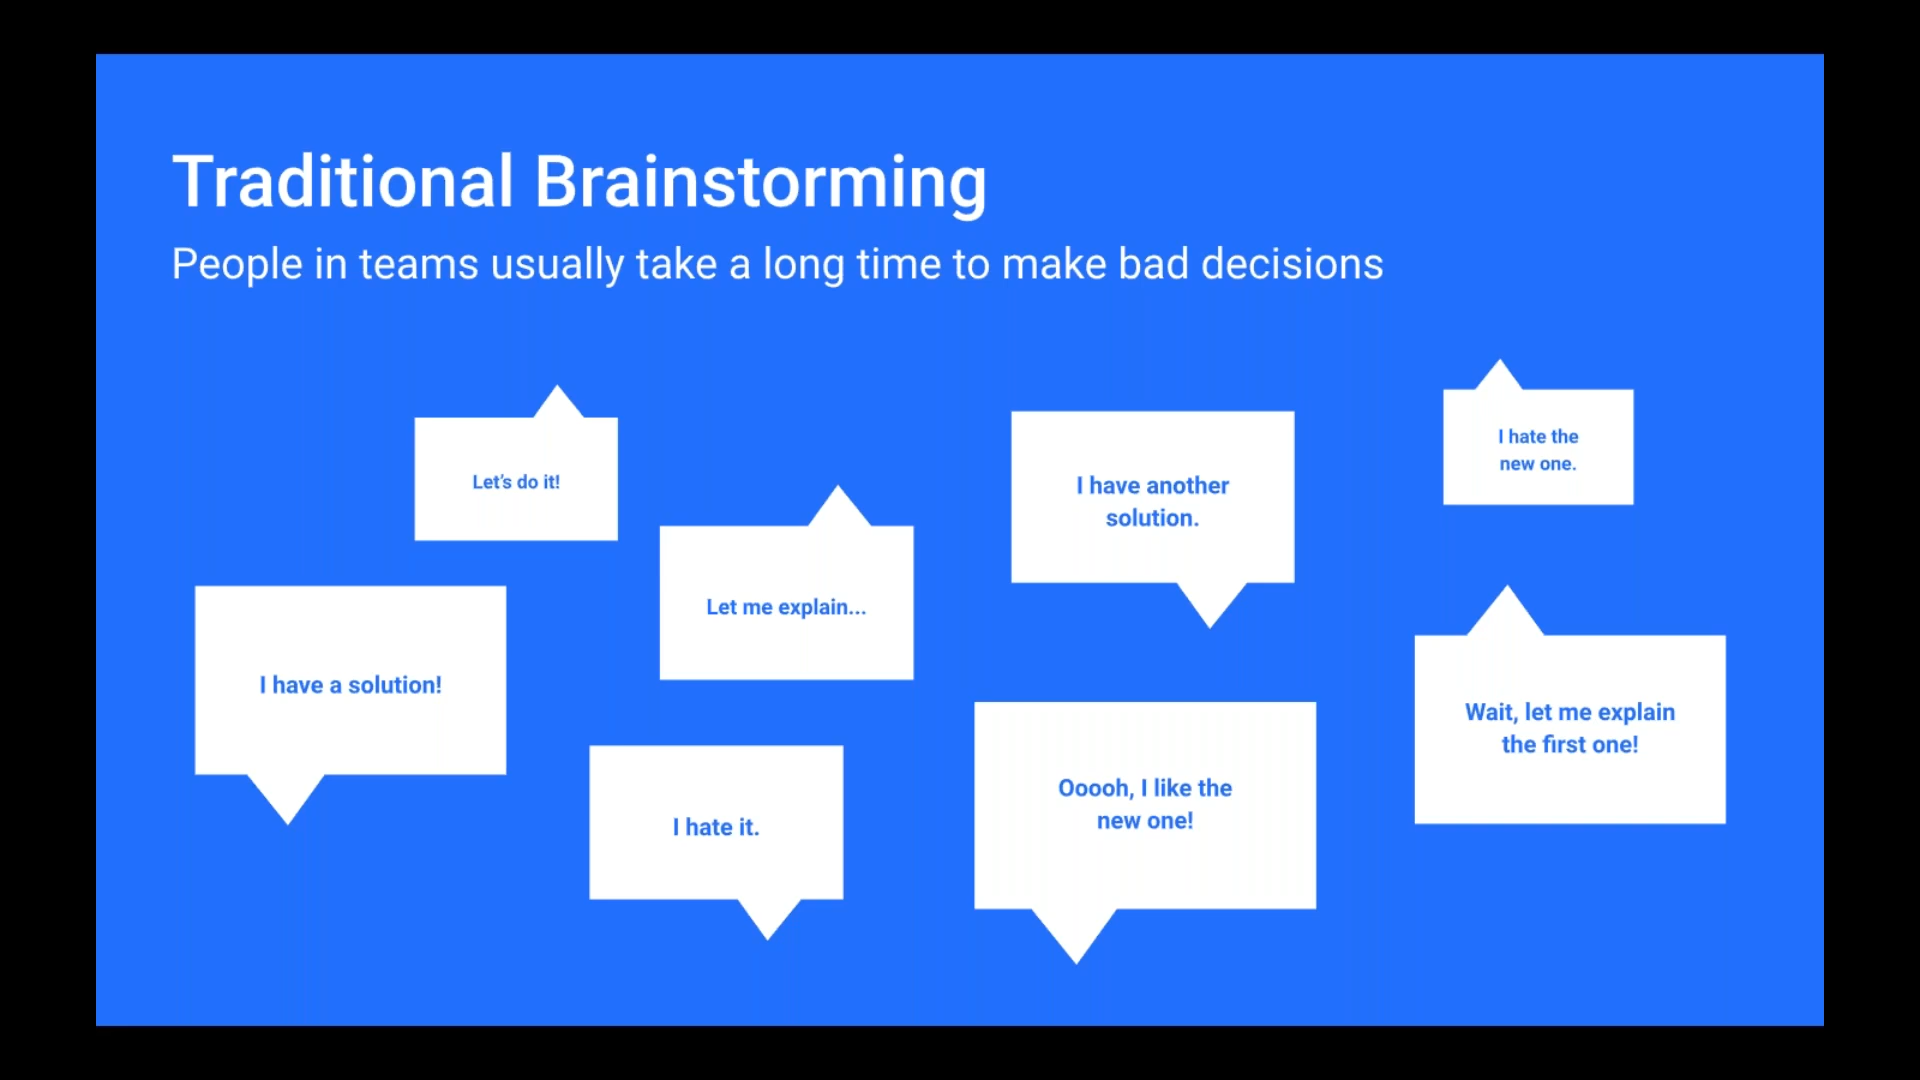 Traditional Brainstorming
People in teams usually take a long time to make bad decisions
I have a solution!
Let’s do it!
I hate it.
Let me explain...
I have another
solution.
Ooooh, I like the
new one!
I hate the
new one.
Wait, let me explain
the first one!